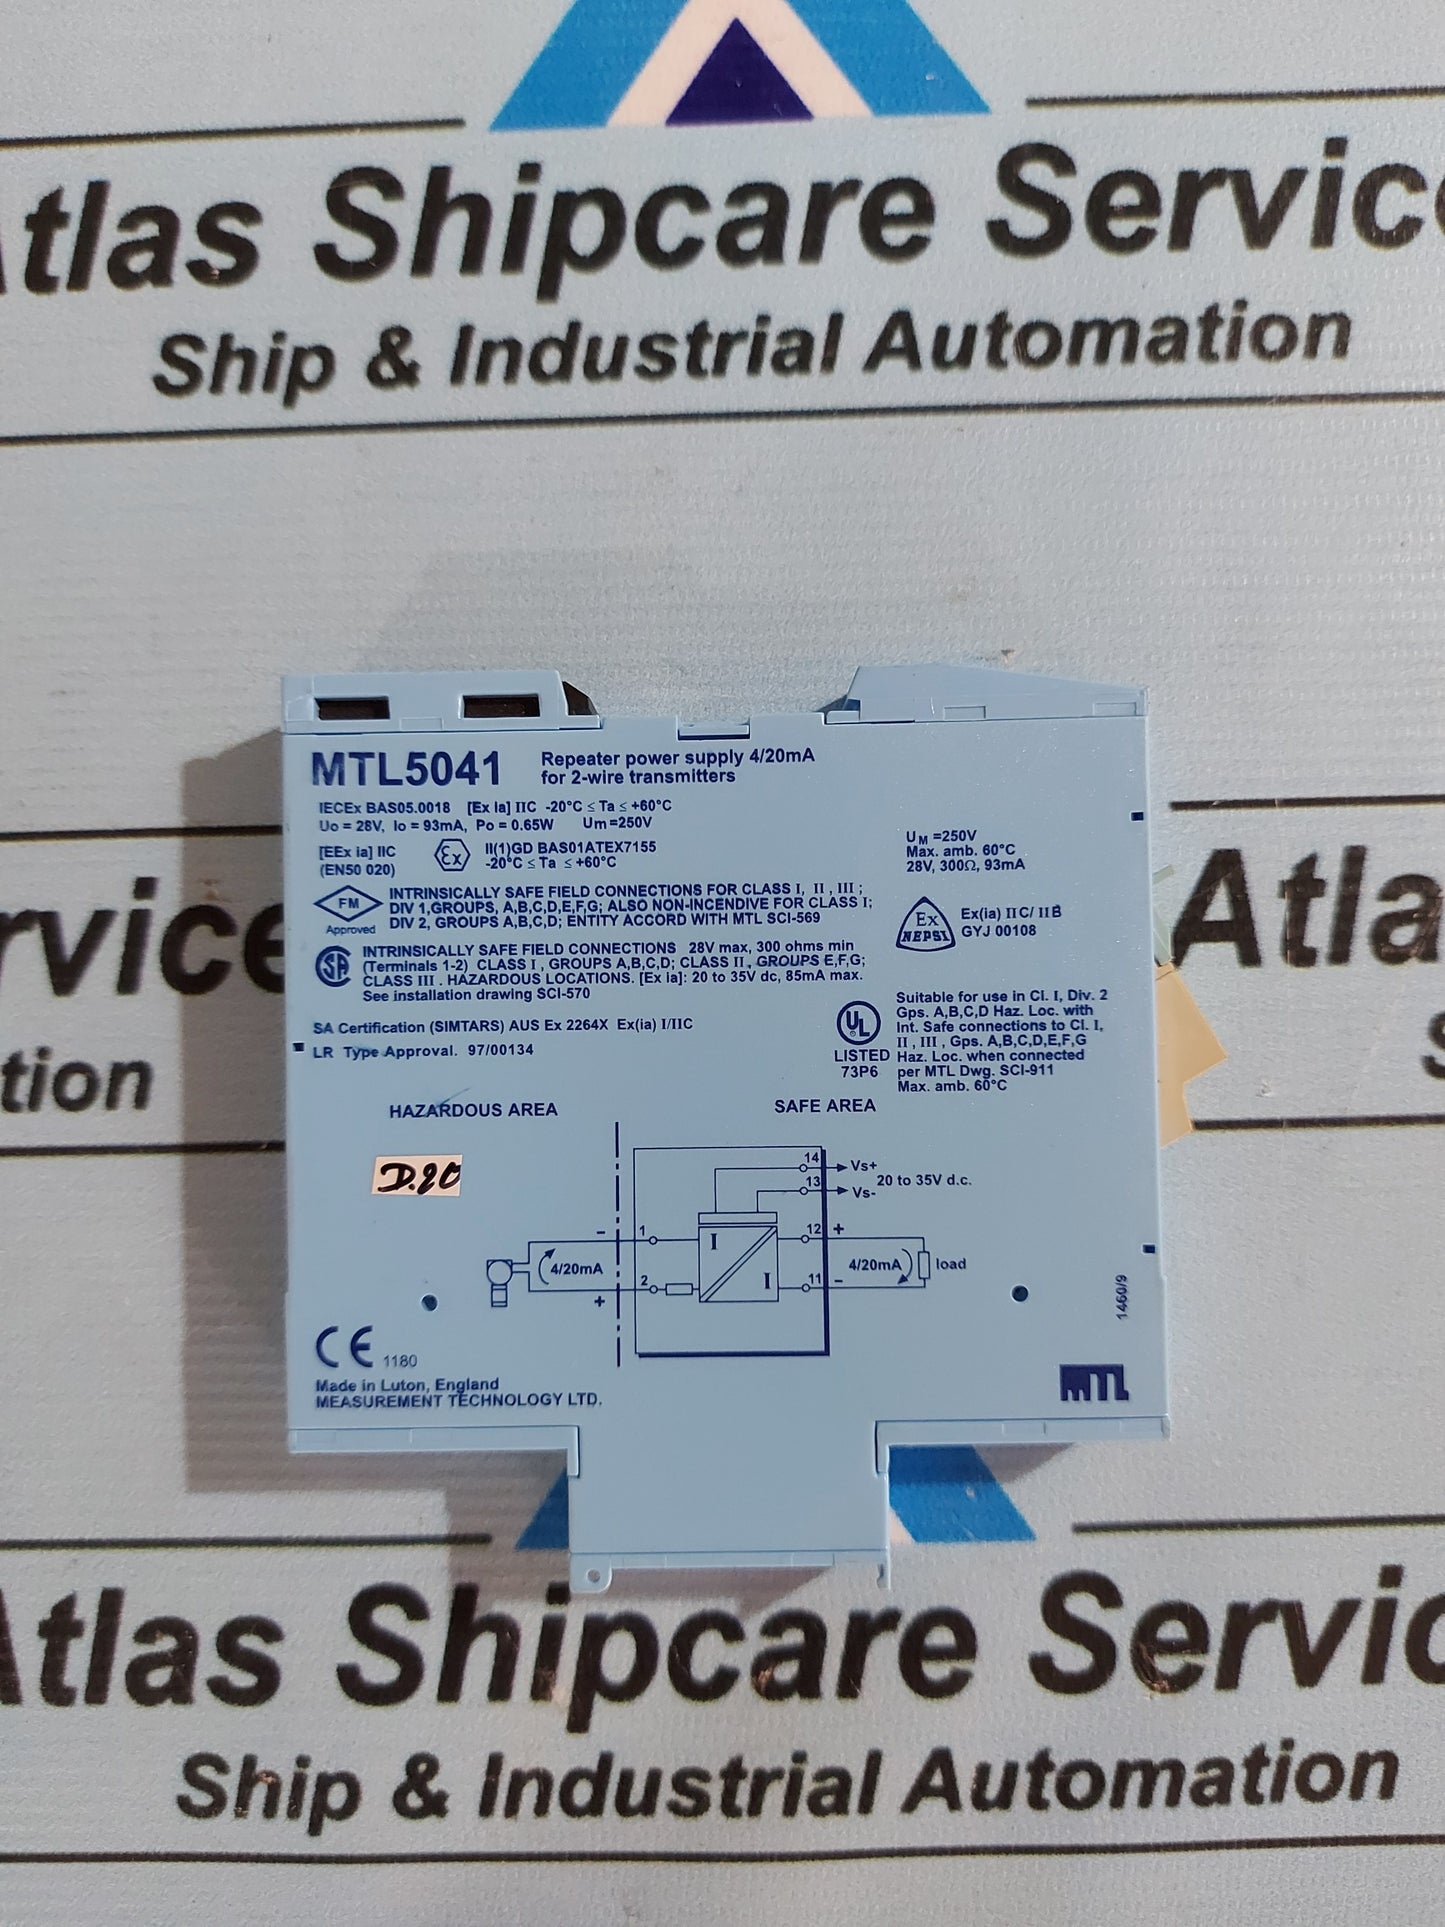 tlas Shipcare Servic
Ship & Industrial Automation
rvice
tion
Atla
S
MTL5041
Repeater power supply 4/20mA
for 2-wire transmitters
IECEx BAS05.0018 [Ex ia] IIC -20°C ≤ Ta ≤ +60°C
Uo = 28V, Io = 93mA, Po = 0.65W Um=250V
[EEx ia] IIC
(EN50 020)
Ex
II(1)GD BAS01ATEX7155
-20°C ≤ Ta ≤ +60°C
UM =250V
Max. amb. 60°C
28V, 300Ω, 93mA
FM
Approved
INTRINSICALLY SAFE FIELD CONNECTIONS FOR CLASS I, II , III ;
DIV 1,GROUPS, A,B,C,D,E,F,G; ALSO NON-INCENDIVE FOR CLASS I;
DIV 2, GROUPS A,B,C,D; ENTITY ACCORD WITH MTL SCI-569
Ex
NEPSI
Ex(ia) IIC/ IIB
GYJ 00108
SA
INTRINSICALLY SAFE FIELD CONNECTIONS 28V max, 300 ohms min
(Terminals 1-2) CLASS I , GROUPS A,B,C,D; CLASS II , GROUPS E,F,G;
CLASS III . HAZARDOUS LOCATIONS. [Ex ia]: 20 to 35V dc, 85mA max.
See installation drawing SCI-570
SA Certification (SIMTARS) AUS Ex 2264X Ex(ia) I/IIC
LR Type Approval. 97/00134
UL
LISTED
73P6
Suitable for use in Cl. I, Div. 2
Gps. A,B,C,D Haz. Loc. with
Int. Safe connections to Cl. I,
II , III , Gps. A,B,C,D,E,F,G
Haz. Loc. when connected
per MTL Dwg. SCI-911
Max. amb. 60°C
HAZARDOUS AREA
SAFE AREA
D.20
14 Vs+
13 Vs-
20 to 35V d.c.
- 1 I 12 +
4/20mA
4/20mA load
+ 2 I 11 -
1460/9
CE 1180
Made in Luton, England
MEASUREMENT TECHNOLOGY LTD.
MTL
tlas Shipcare Servic
Ship & Industrial Automation